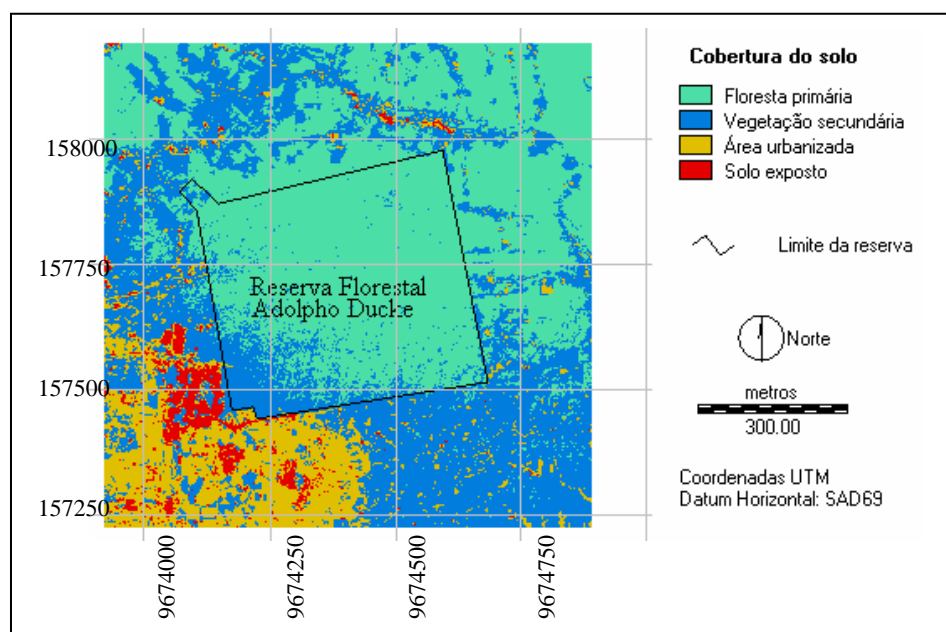 Cobertura do solo
Floresta primária
Vegetação secundária
Área urbanizada
Solo exposto
Limite da reserva
Norte
metros
300.00
Coordenadas UTM
Datum Horizontal: SAD69
158000
157750
157500
157250
Reserva Florestal
Adolpho Ducke
9674000
9674250
9674500
9674750